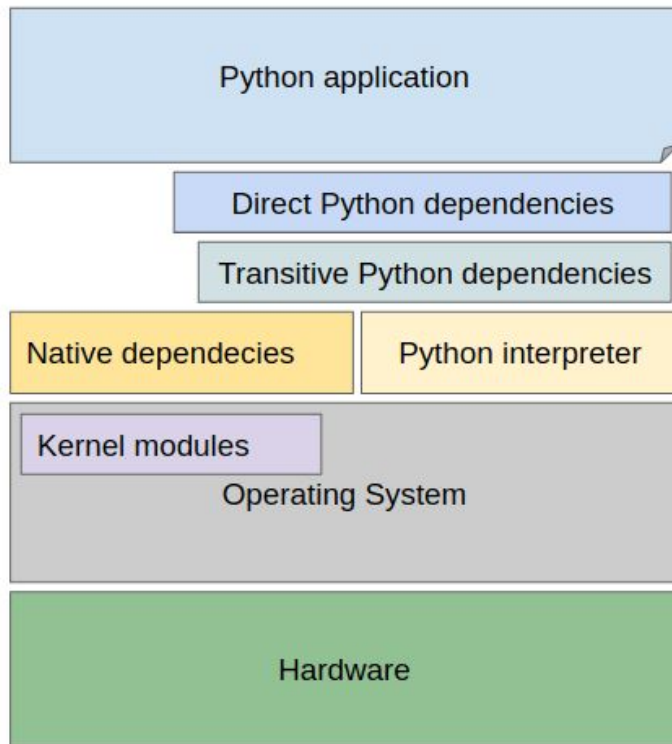 Python application
Direct Python dependencies
Transitive Python dependencies
Native dependecies
Python interpreter
Kernel modules
Operating System
Hardware